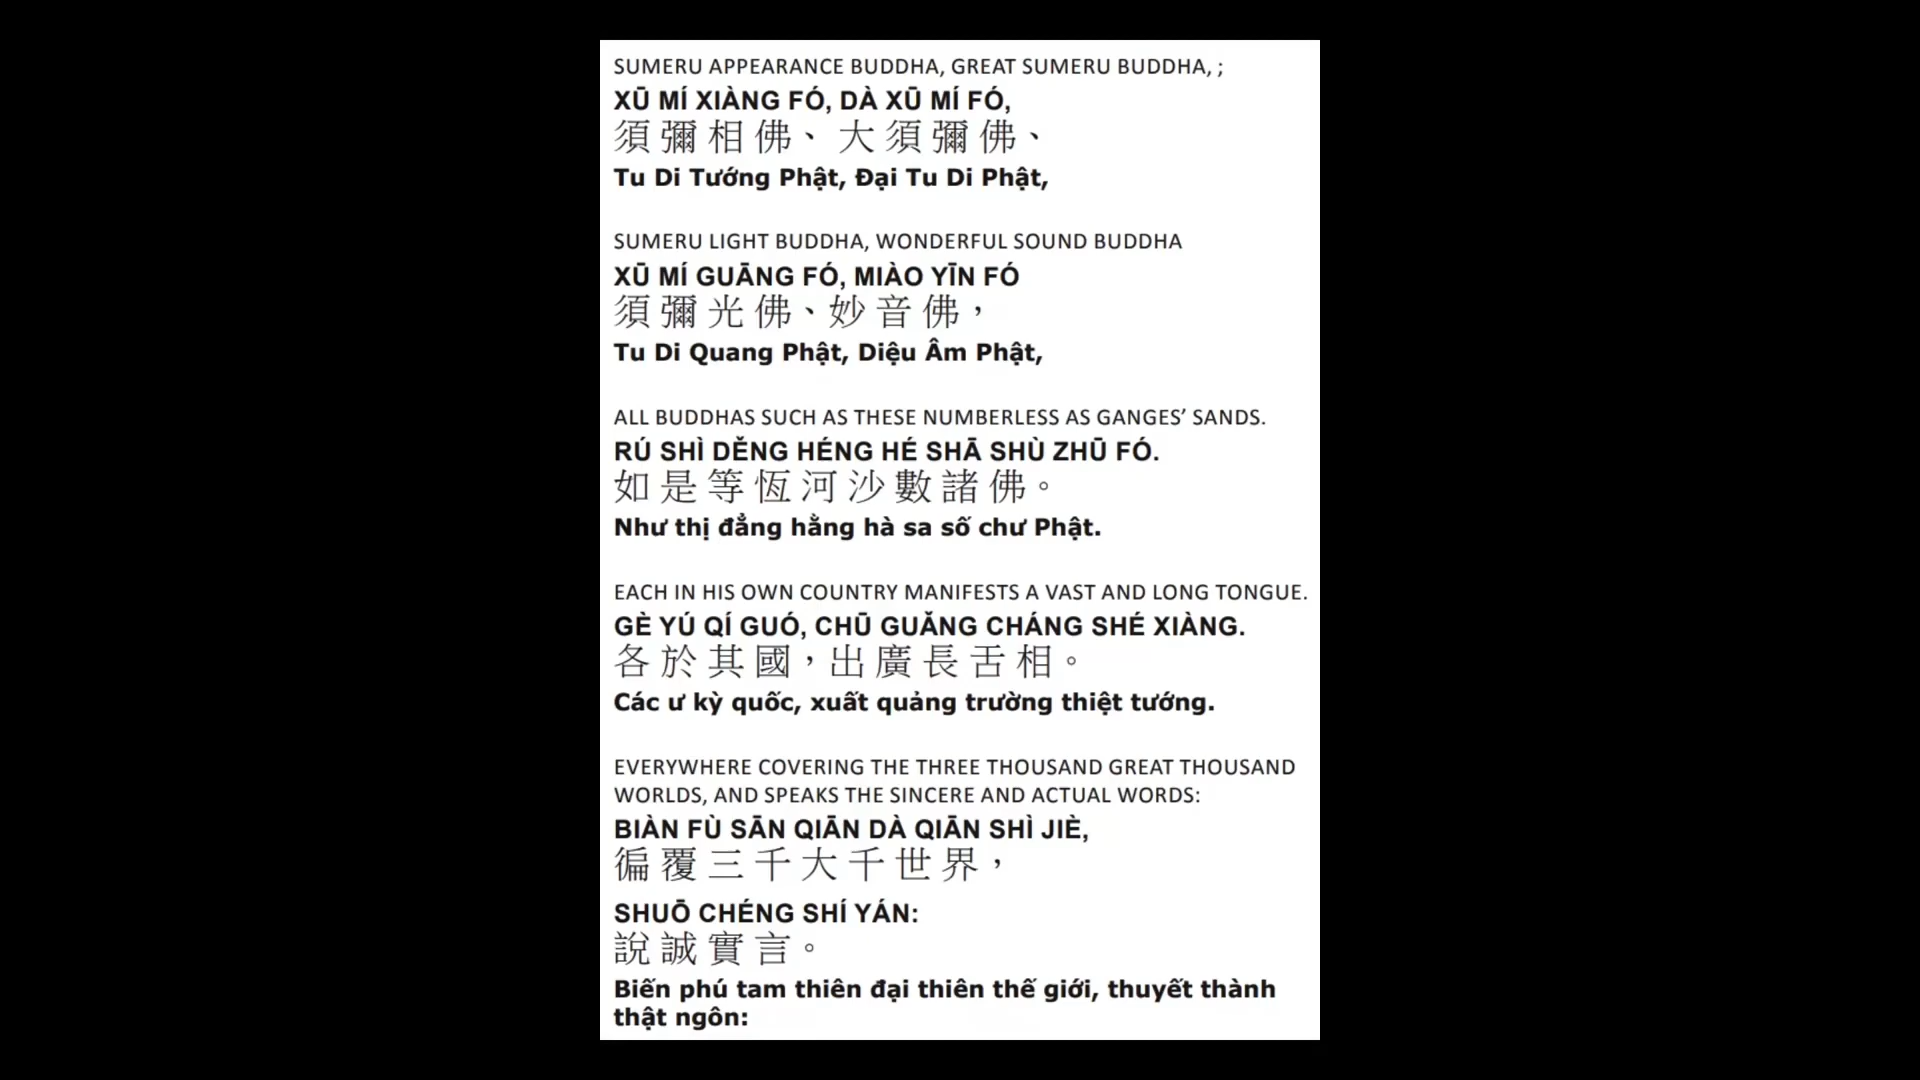 SUMERU APPEARANCE BUDDHA, GREAT SUMERU BUDDHA, ;
XŪ MÍ XIÀNG FÓ, DÀ XŪ MÍ FÓ,
須彌相佛、大須彌佛、
Tu Di Tướng Phật, Đại Tu Di Phật,
SUMERU LIGHT BUDDHA, WONDERFUL SOUND BUDDHA
XŪ MÍ GUĀNG FÓ, MIÀO YĪN FÓ
須彌光佛、妙音佛，
Tu Di Quang Phật, Diệu Âm Phật,
ALL BUDDHAS SUCH AS THESE NUMBERLESS AS GANGES’ SANDS.
RÚ SHÌ DĚNG HÉNG HÉ SHĀ SHÙ ZHŪ FÓ.
如是等恆河沙數諸佛。
Như thị đẳng hằng hà sa số chư Phật.
EACH IN HIS OWN COUNTRY MANIFESTS A VAST AND LONG TONGUE.
GÈ YÚ QÍ GUÓ, CHŪ GUǍNG CHÁNG SHÉ XIÀNG.
各於其國，出廣長舌相。
Các ư kỳ quốc, xuất quảng trường thiệt tướng.
EVERYWHERE COVERING THE THREE THOUSAND GREAT THOUSAND
WORLDS, AND SPEAKS THE SINCERE AND ACTUAL WORDS:
BIÀN FÙ SĀN QIĀN DÀ QIĀN SHÌ JIÈ,
徧覆三千大千世界，
SHUŌ CHÉNG SHÍ YÁN:
說誠實言。
Biến phú tam thiên đại thiên thế giới, thuyết thành
thật ngôn: